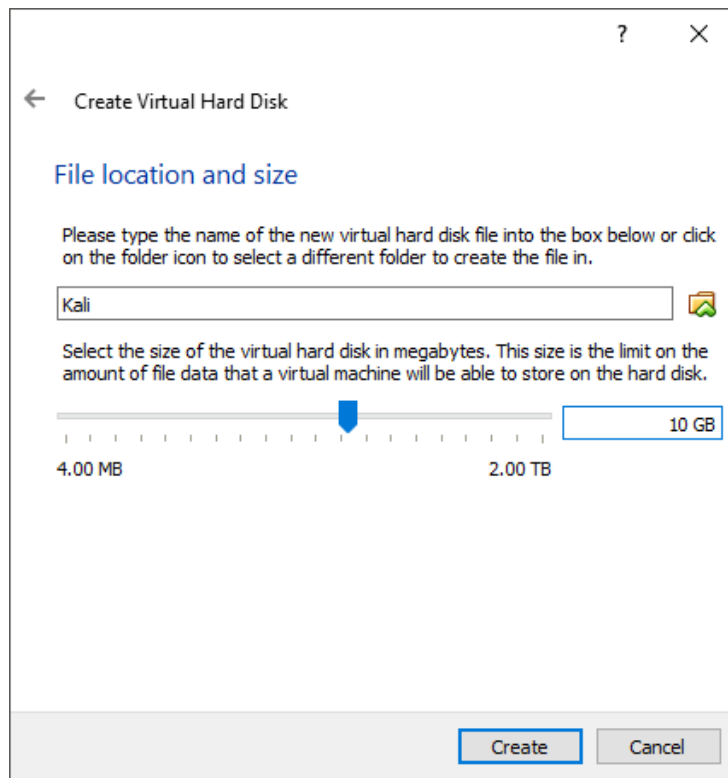 ?
Create Virtual Hard Disk
File location and size
Please type the name of the new virtual hard disk file into the box below or click
on the folder icon to select a different folder to create the file in.
Kali
Select the size of the virtual hard disk in megabytes. This size is the limit on the
amount of file data that a virtual machine will be able to store on the hard disk.
10 GB
4.00 MB 2.00 TB
Create Cancel